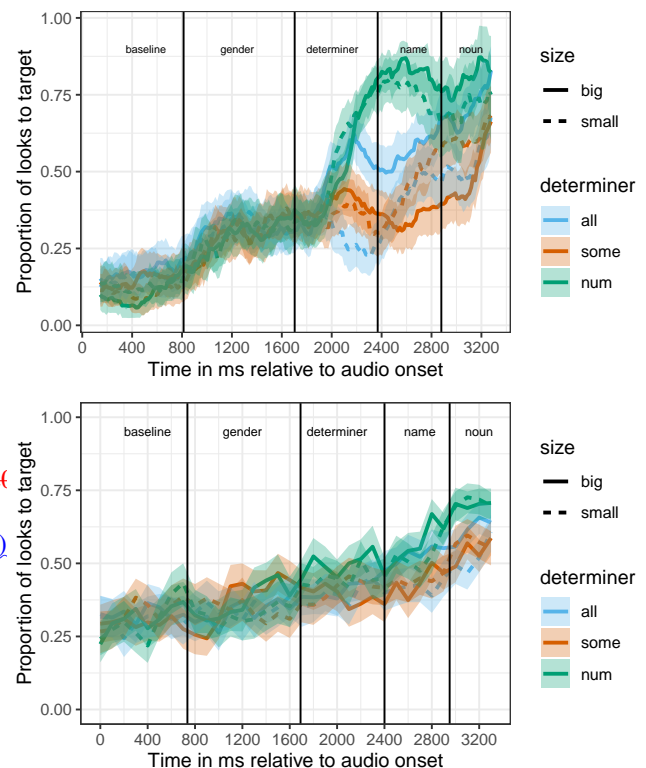 1.00
0.75
0.50
0.25
0.00
baseline gender determiner name noun
0 400 800 1200 1600 2000 2400 2800 3200
Time in ms relative to audio onset
Proportion of looks to target
size
big
small
determiner
all
some
num
1.00
0.75
0.50
0.25
0.00
baseline gender determiner name noun
0 400 800 1200 1600 2000 2400 2800 3200
Time in ms relative to audio onset
Proportion of looks to target
size
big
small
determiner
all
some
num
)